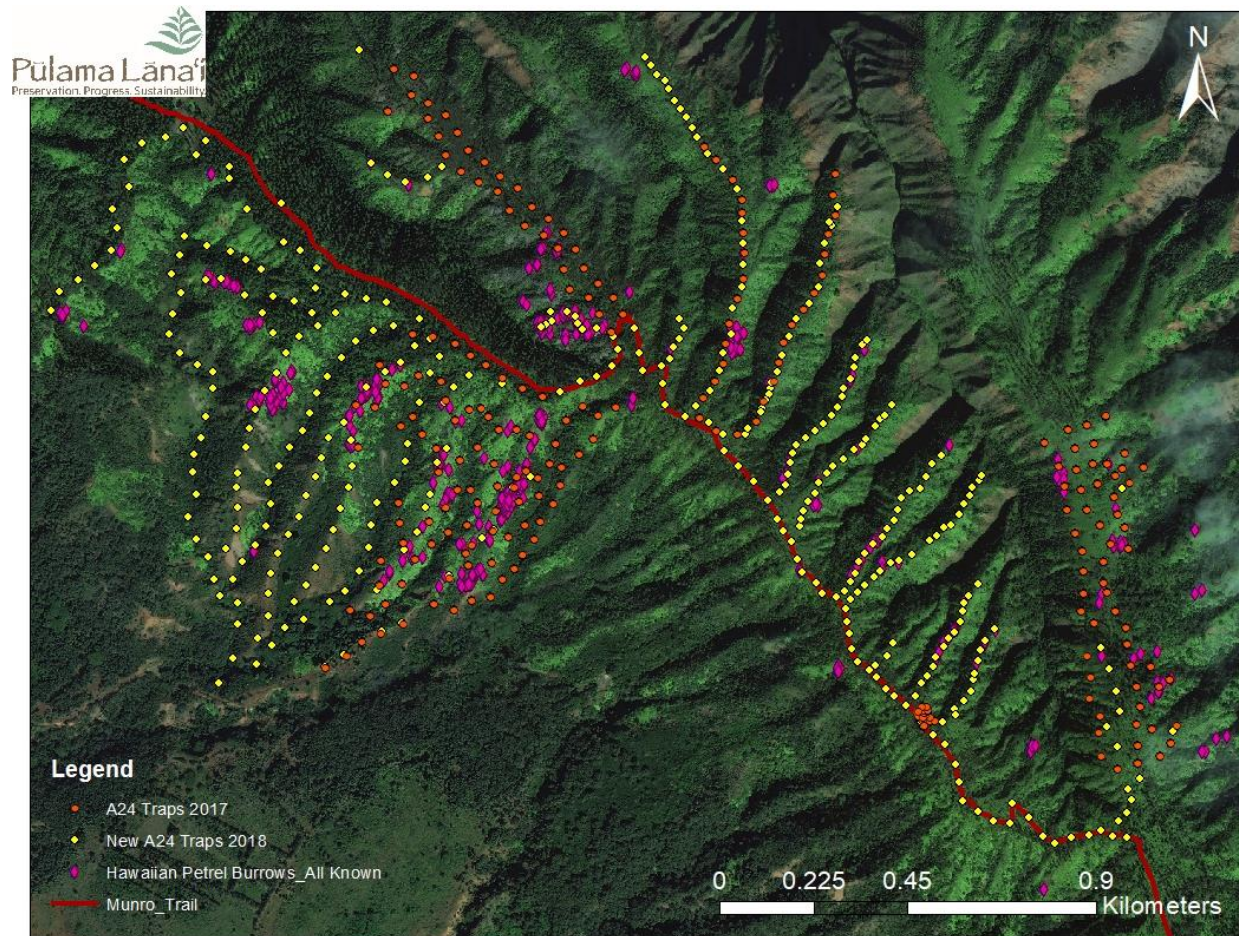 Pūlama Lāna'i
Preservation. Progress. Sustainability.
N
Legend
A24 Traps 2017
New A24 Traps 2018
Hawaiian Petrel Burrows_All Known
Munro_Trail
0 0.225 0.45 0.9
Kilometers